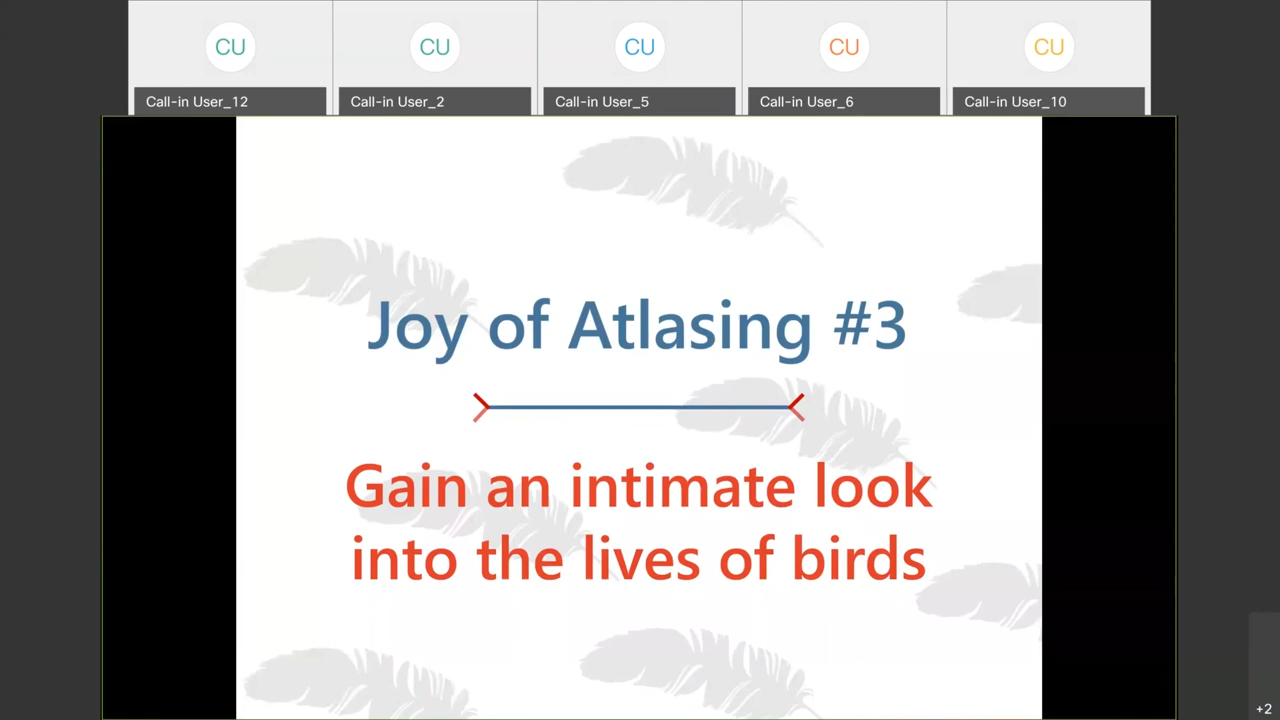 CU
CU
CU
CU
CU
Call-in User_12
Call-in User_2
Call-in User_5
Call-in User_6
Call-in User_10
Joy of Atlasing #3
Gain an intimate look
into the lives of birds
+2